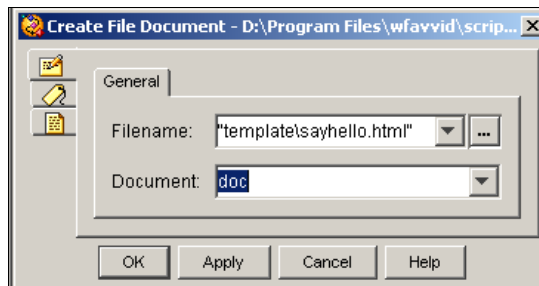 Create File Document - D:\Program Files\wfavvid\scrip...
General
Filename: "template\sayhello.html" ...
Document: doc
OK Apply Cancel Help